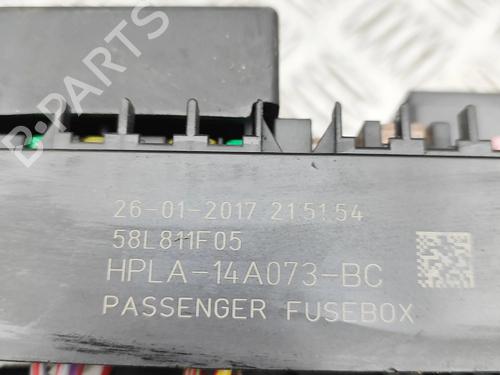 B-PARTS
26-01-2017 21:51:54
58L811F05
HPLA-14A073-BC
PASSENGER FUSEBOX